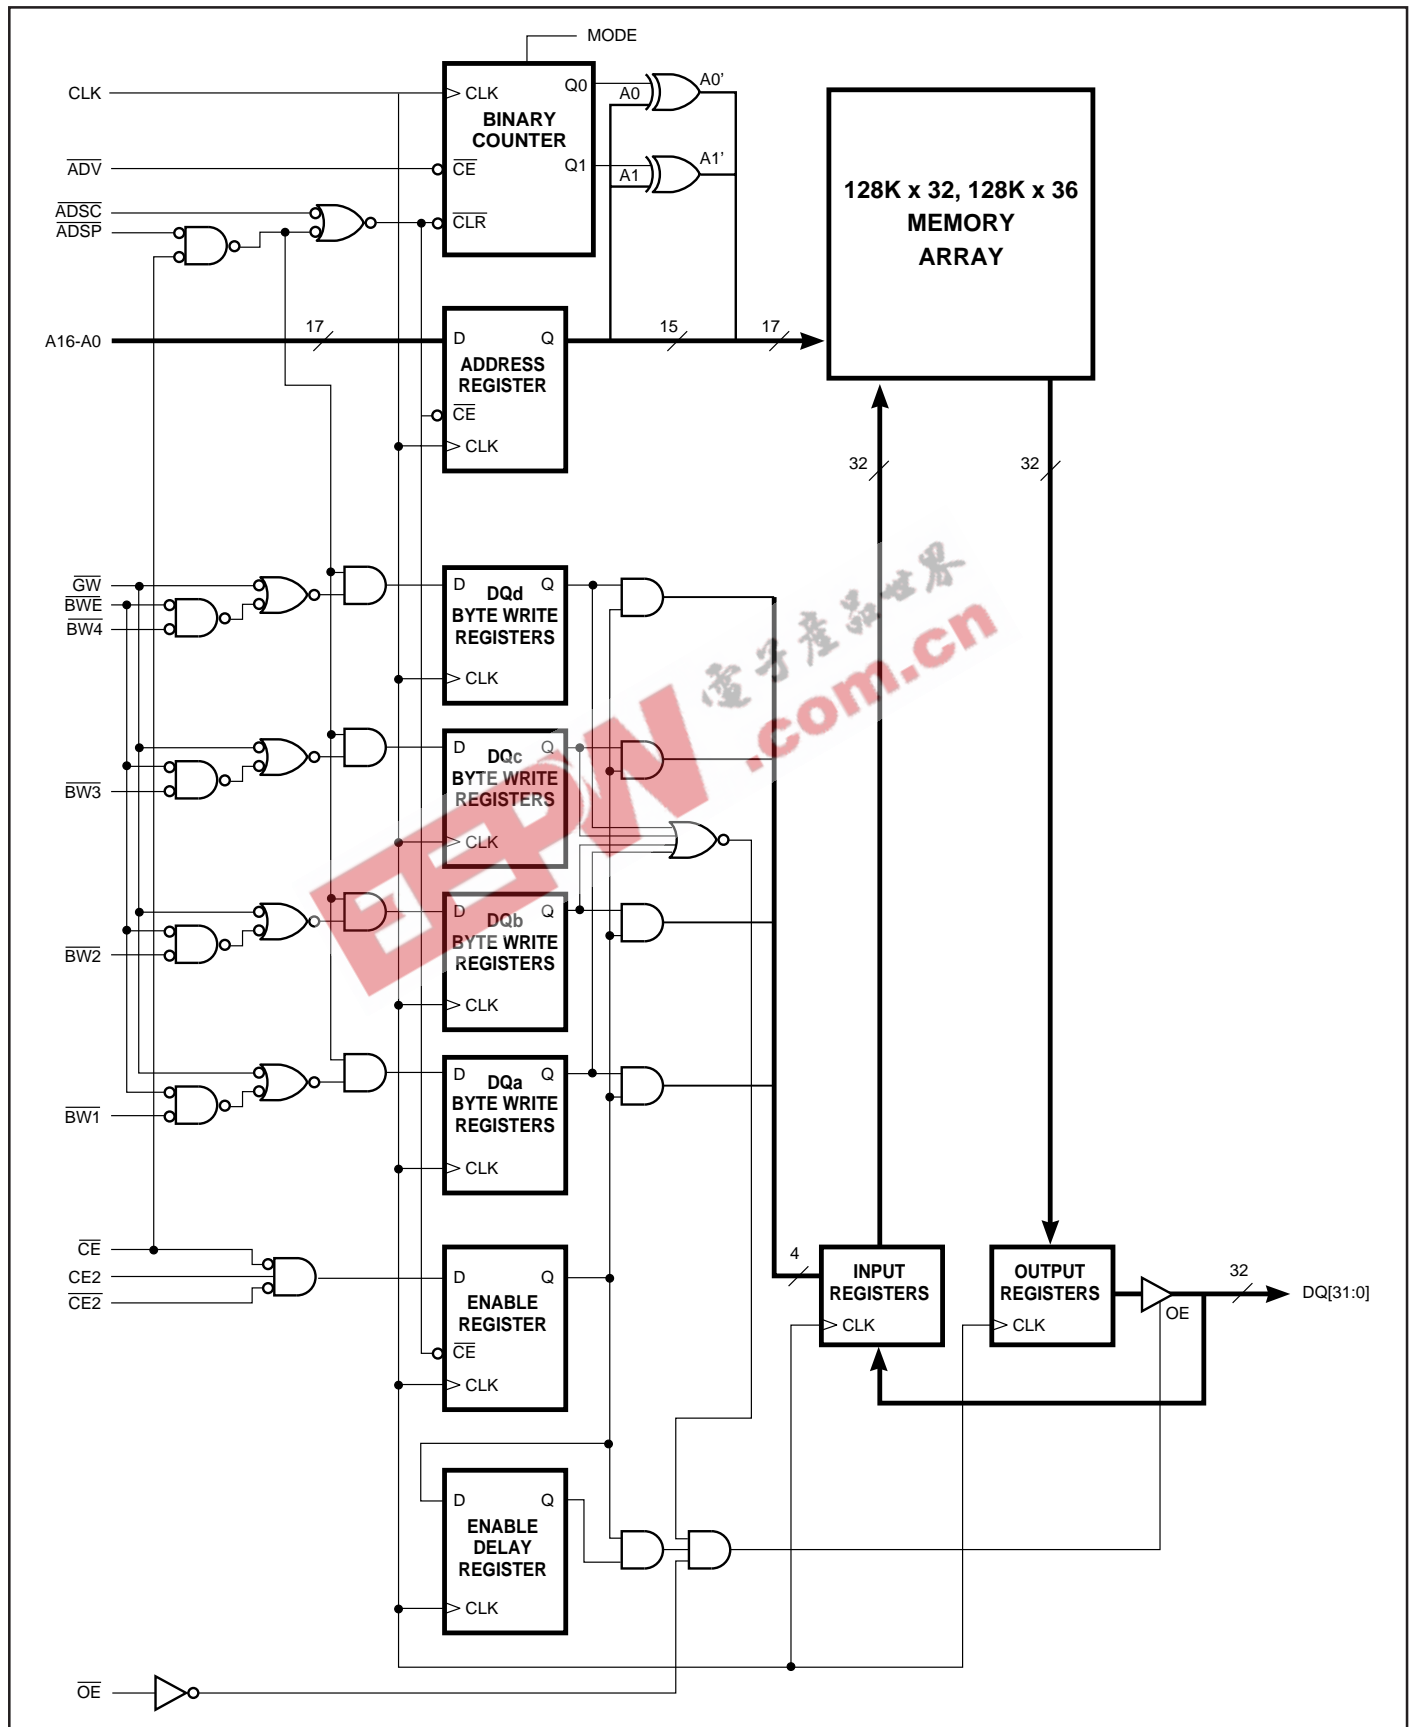 MODE
CLK
CLK
Q0
A0
A0'
BINARY
COUNTER
ADV
CE
Q1
A1
A1'
ADSC
ADSP
CLR
128K x 32, 128K x 36
MEMORY
ARRAY
A16-A0
17
D
Q
15
17
ADDRESS
REGISTER
CE
CLK
32
32
GW
BWE
BW4
D
Q
DQd
BYTE WRITE
REGISTERS
CLK
電子產品世界
.com.cn
EEPW
BW3
D
Q
DQc
BYTE WRITE
REGISTERS
CLK
BW2
D
Q
DQb
BYTE WRITE
REGISTERS
CLK
BW1
D
Q
DQa
BYTE WRITE
REGISTERS
CLK
CE
CE2
CE2
D
Q
ENABLE
REGISTER
CE
CLK
4
INPUT
REGISTERS
CLK
OUTPUT
REGISTERS
CLK
OE
32
DQ[31:0]
D
Q
ENABLE
DELAY
REGISTER
CLK
OE